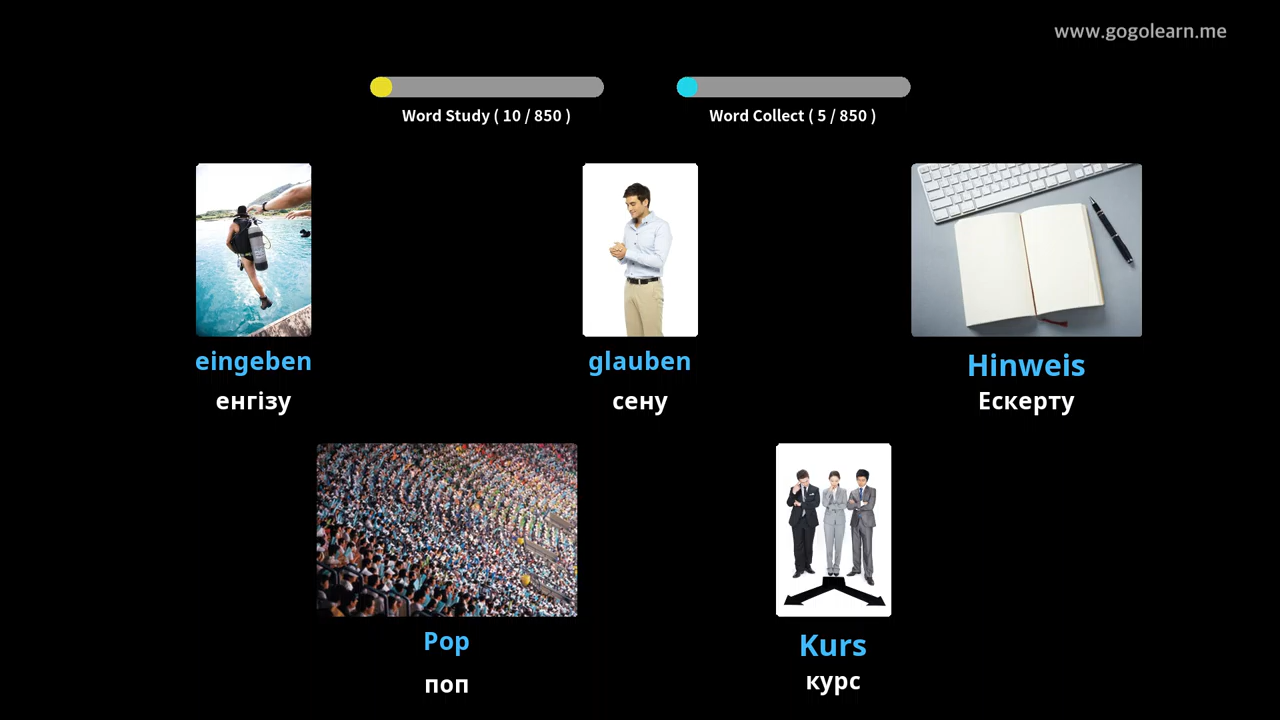 www.gogolearn.me
Word Study ( 10 / 850 )
Word Collect ( 5 / 850 )
eingeben
енгізу
glauben
сену
Hinweis
Ескерту
Pop
поп
Kurs
курс